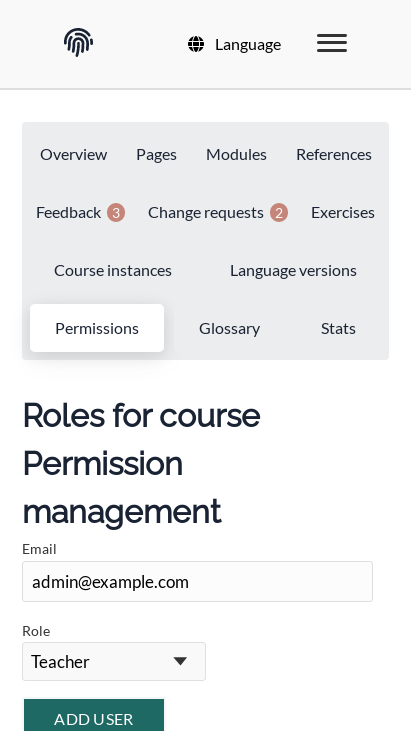 Language
Overview Pages Modules References
Feedback 3 Change requests 2 Exercises
Course instances Language versions
Permissions Glossary Stats
Roles for course
Permission
management
Email
admin@example.com
Role
Teacher
ADD USER